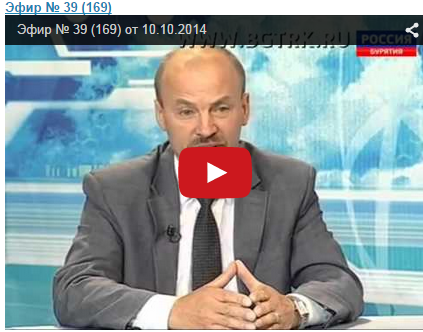 Эфир № 39 (169)
Эфир № 39 (169) от 10.10.2014
WWW.BGTRK.RU
РОССИЯ
БУРЯТИЯ